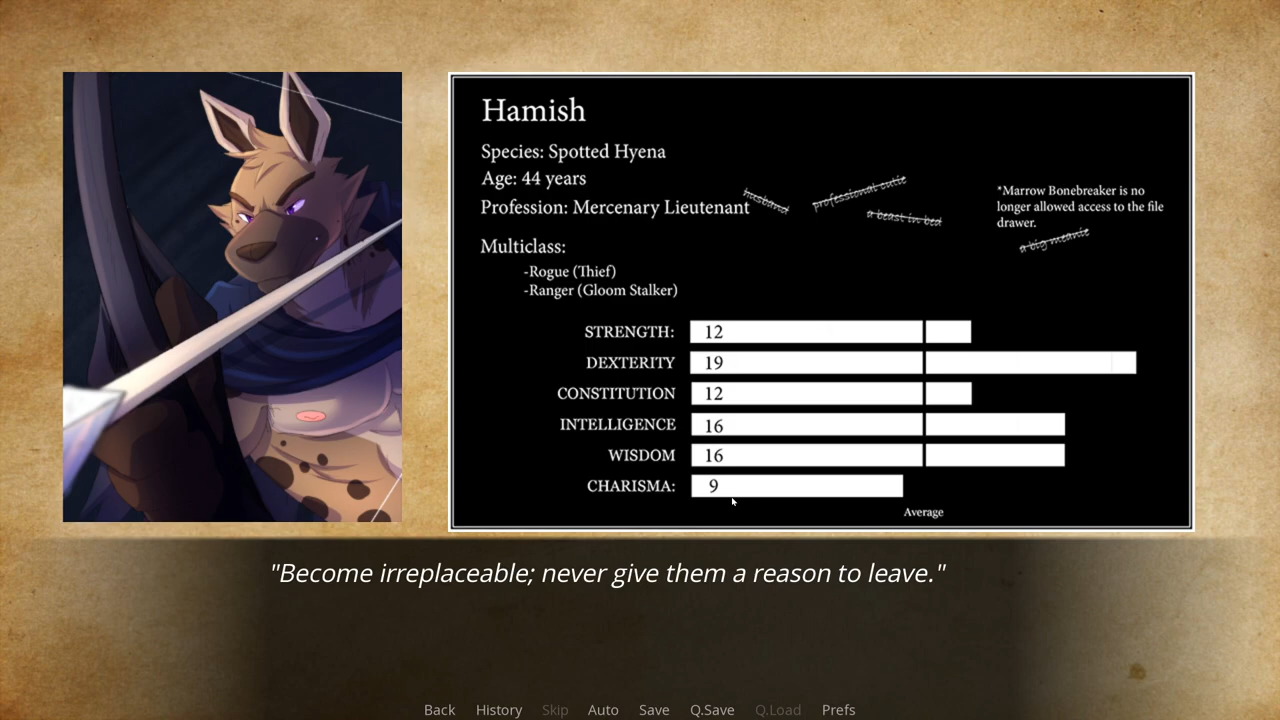 Hamish
Species: Spotted Hyena
Age: 44 years
Profession: Mercenary Lieutenant
husband
professional cutie
a beast in bed
*Marrow Bonebreaker is no
longer allowed access to the file
drawer.
a big meanie
Multiclass:
-Rogue (Thief)
-Ranger (Gloom Stalker)
STRENGTH: 12
DEXTERITY 19
CONSTITUTION 12
INTELLIGENCE 16
WISDOM 16
CHARISMA: 9
Average
"Become irreplaceable; never give them a reason to leave."
Back History Skip Auto Save Q.Save Q.Load Prefs